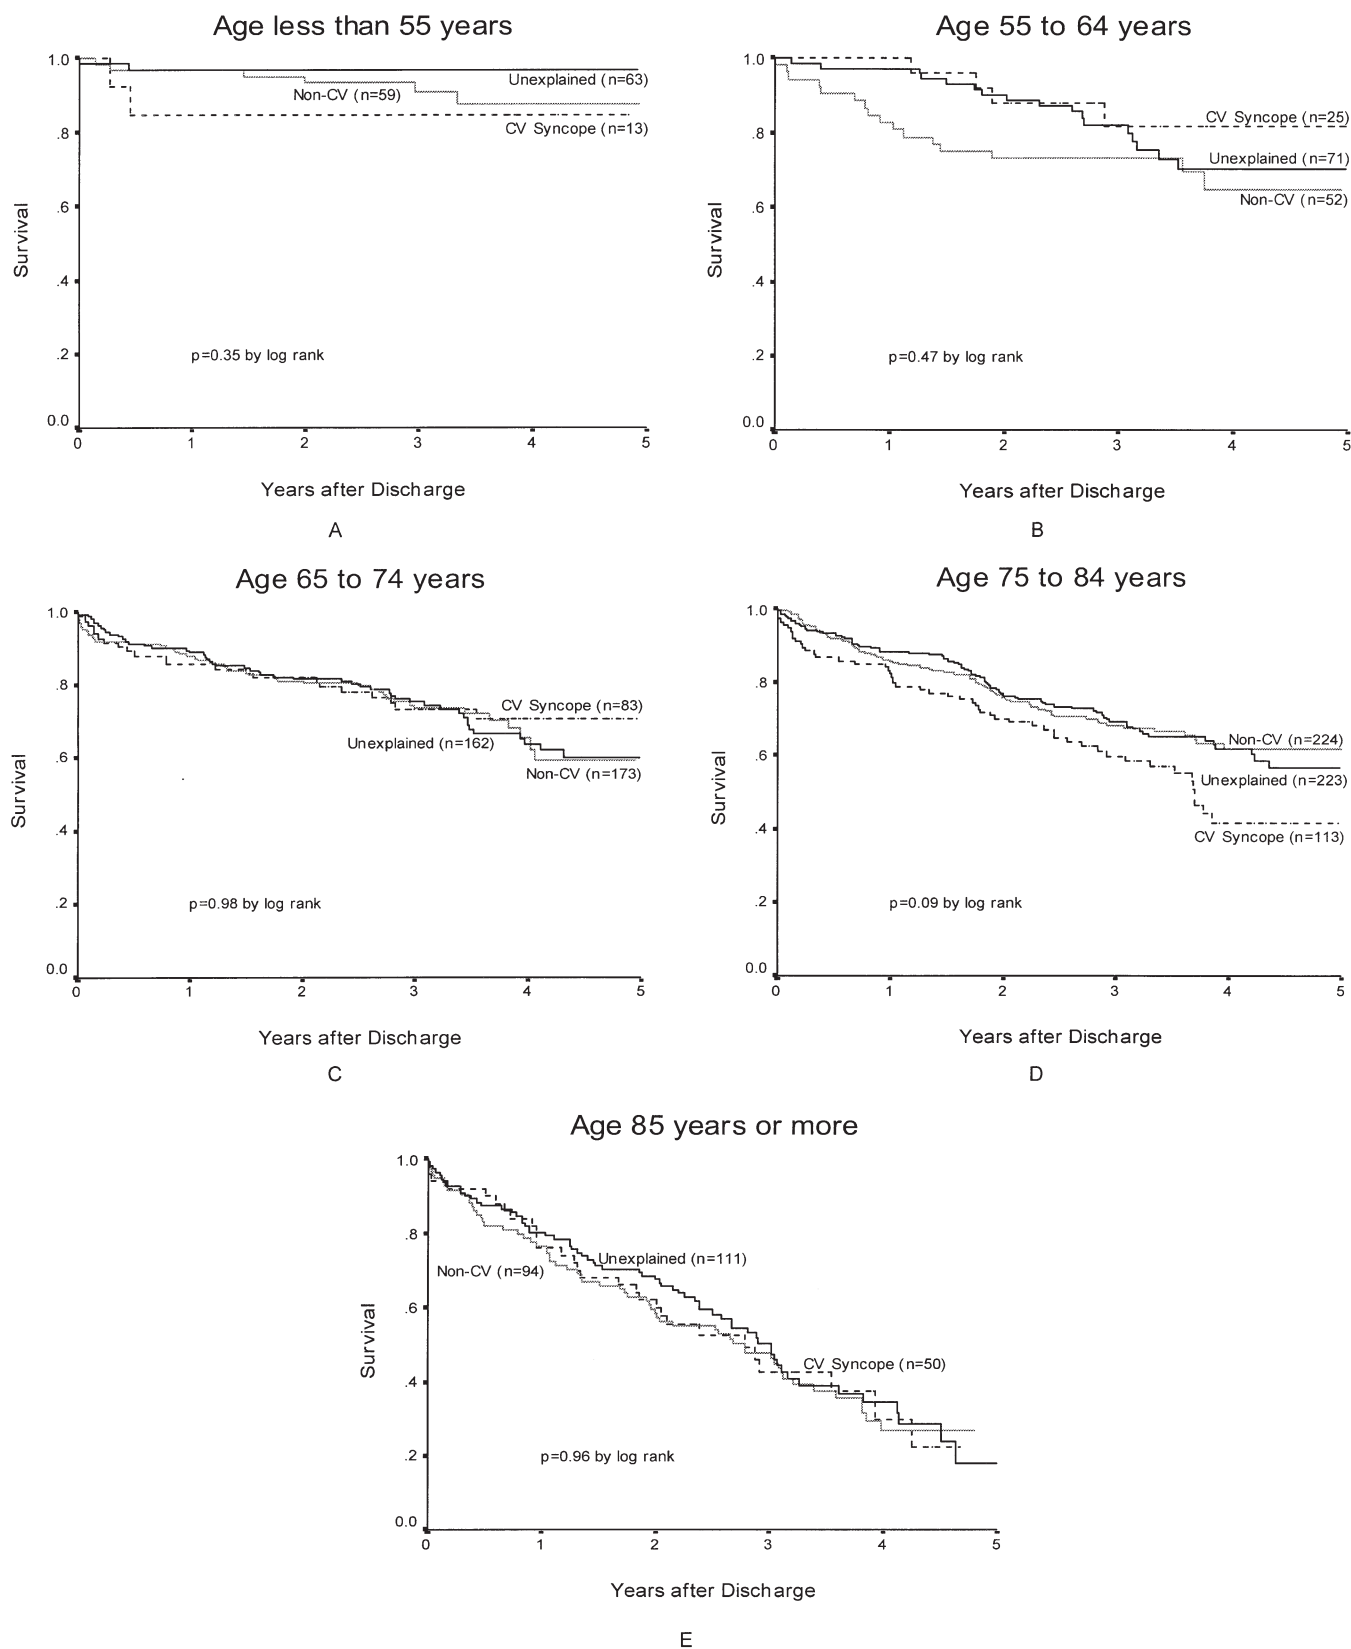 Age less than 55 years
1.0
.8
.6
.4
.2
0.0
Survival
Unexplained (n=63)
Non-CV (n=59)
CV Syncope (n=13)
p=0.35 by log rank
0 1 2 3 4 5
Years after Discharge
A
Age 55 to 64 years
1.0
.8
.6
.4
.2
0.0
Survival
CV Syncope (n=25)
Unexplained (n=71)
Non-CV (n=52)
p=0.47 by log rank
0 1 2 3 4 5
Years after Discharge
B
Age 65 to 74 years
1.0
.8
.6
.4
.2
0.0
Survival
CV Syncope (n=83)
Unexplained (n=162)
Non-CV (n=173)
p=0.98 by log rank
0 1 2 3 4 5
Years after Discharge
C
Age 75 to 84 years
1.0
.8
.6
.4
.2
0.0
Survival
Non-CV (n=224)
Unexplained (n=223)
CV Syncope (n=113)
p=0.09 by log rank
0 1 2 3 4 5
Years after Discharge
D
Age 85 years or more
1.0
.8
.6
.4
.2
0.0
Survival
Unexplained (n=111)
Non-CV (n=94)
CV Syncope (n=50)
p=0.96 by log rank
0 1 2 3 4 5
Years after Discharge
E